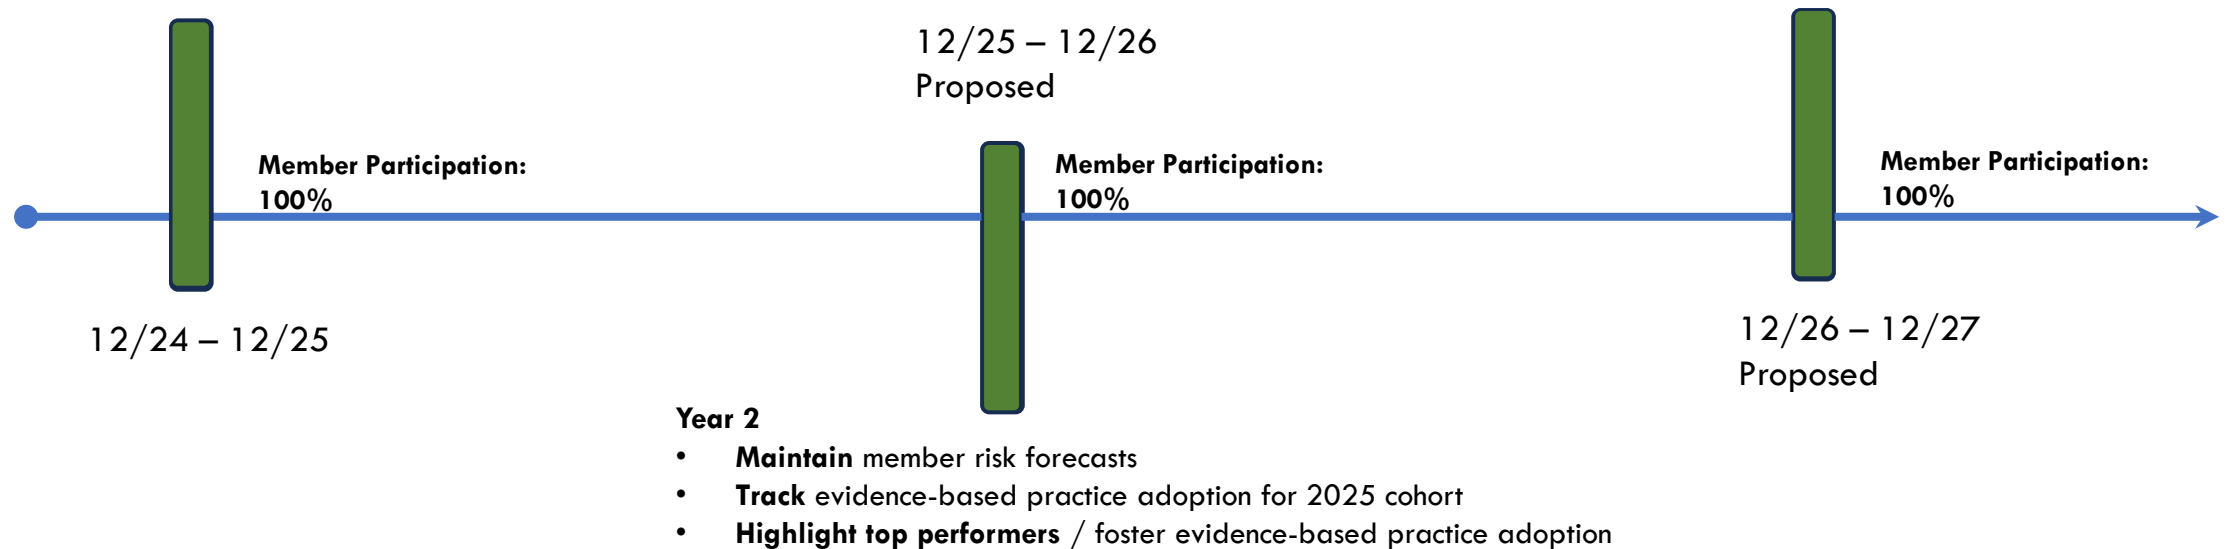 12/25 – 12/26
Proposed
Member Participation:
100%
Member Participation:
100%
Member Participation:
100%
12/24 – 12/25
12/26 – 12/27
Proposed
Year 2
• Maintain member risk forecasts
• Track evidence-based practice adoption for 2025 cohort
• Highlight top performers / foster evidence-based practice adoption